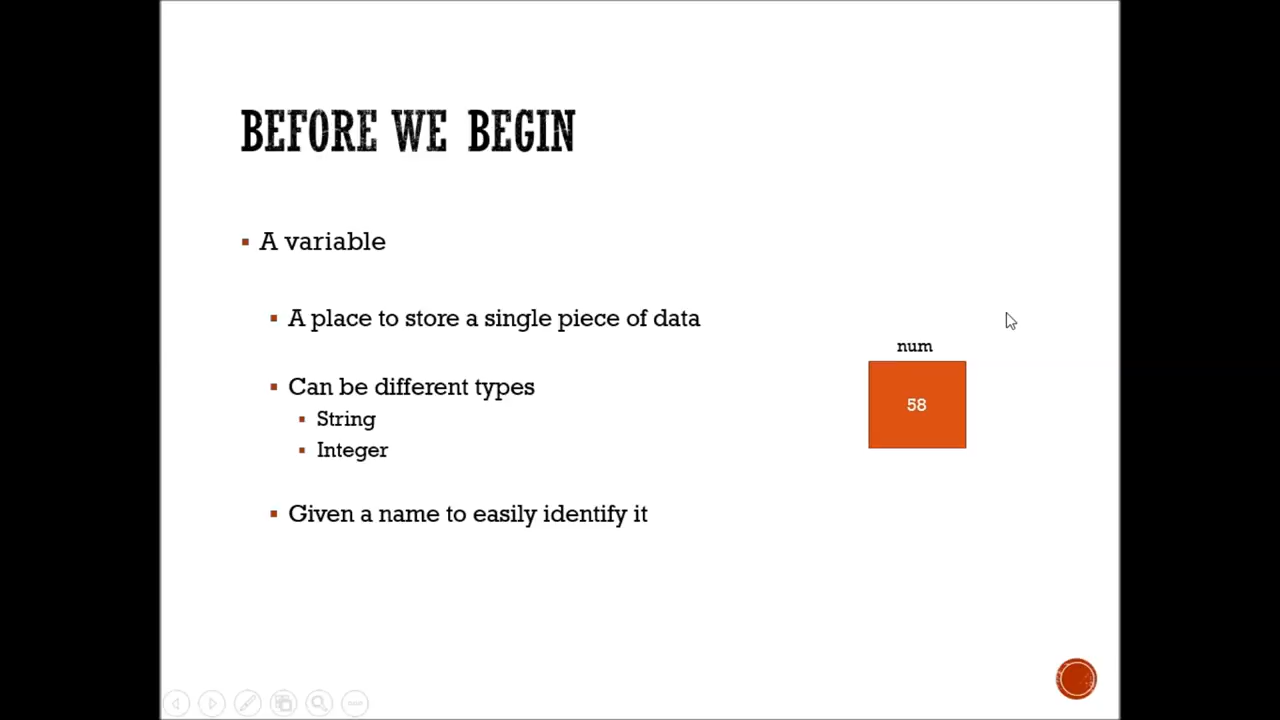 BEFORE WE BEGIN
A variable
A place to store a single piece of data
num
Can be different types
58
String
Integer
Given a name to easily identify it